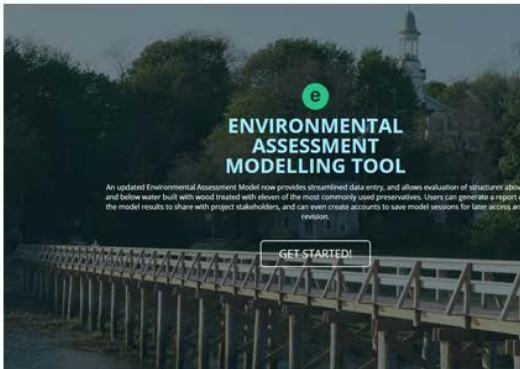 e
ENVIRONMENTAL
ASSESSMENT
MODELLING TOOL
An updated Environmental Assessment Model now provides streamlined data entry, and allows evaluation of structures above
and below water built with wood treated with eleven of the most commonly used preservatives. Users can generate a report
the model results to share with project stakeholders, and can even create accounts to save model sessions for later access
revision.
GET STARTED!